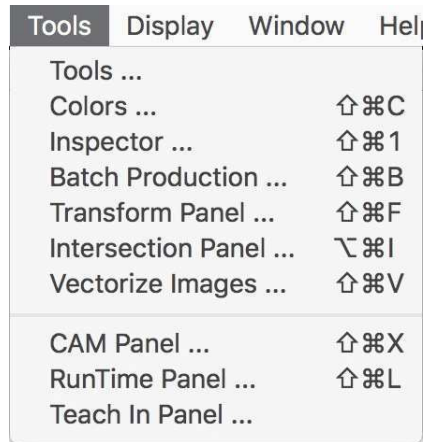 Tools Display Window Hel
Tools ...
Colors ... ⇧⌘C
Inspector ... ⇧⌘1
Batch Production ... ⇧⌘B
Transform Panel ... ⇧⌘F
Intersection Panel ... ⌥⌘I
Vectorize Images ... ⇧⌘V
CAM Panel ... ⇧⌘X
RunTime Panel ... ⇧⌘L
Teach In Panel ...